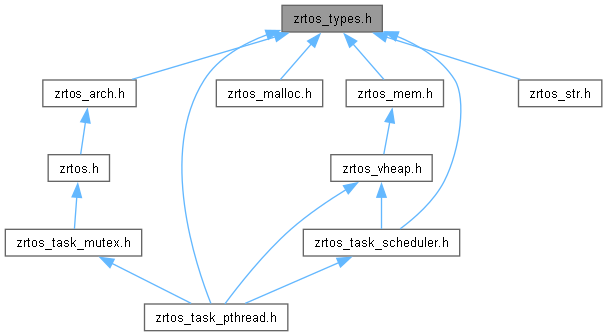 zrtos_types.h
zrtos_arch.h
zrtos_malloc.h
zrtos_mem.h
zrtos_str.h
zrtos.h
zrtos_vheap.h
zrtos_task_mutex.h
zrtos_task_scheduler.h
zrtos_task_pthread.h